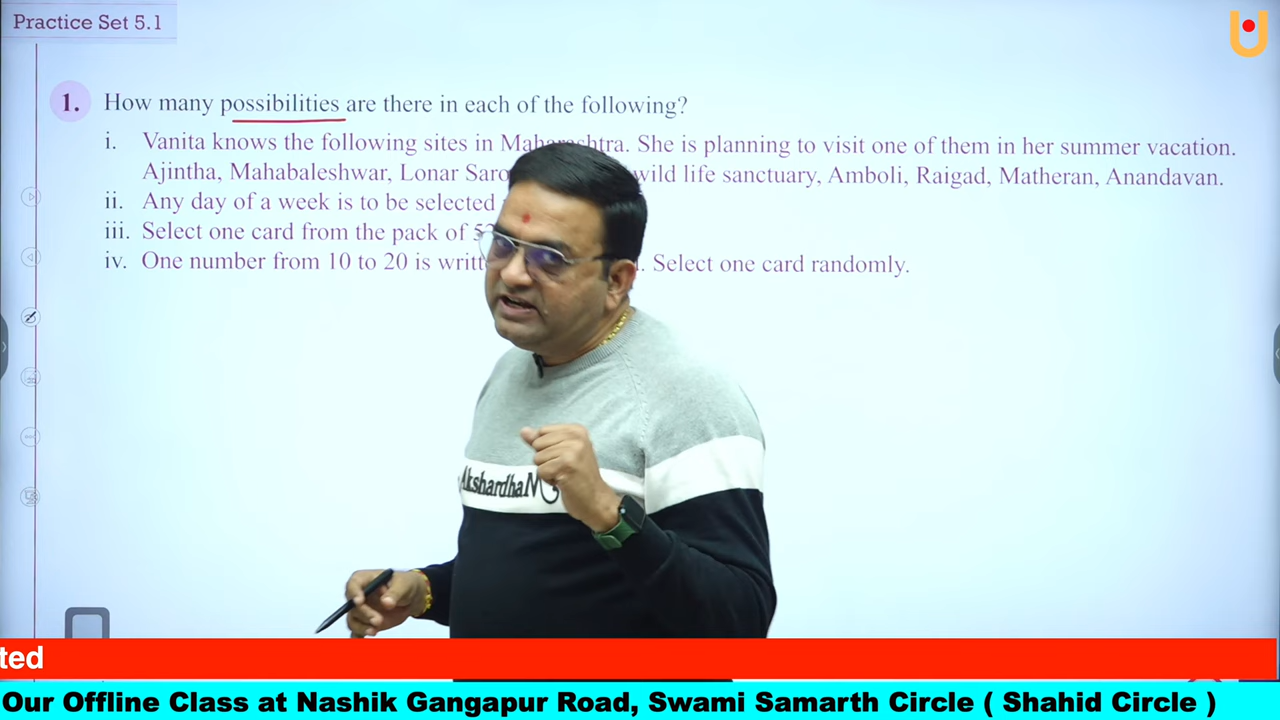 Practice Set 5.1
1. How many possibilities are there in each of the following?
i. Vanita knows the following sites in Maharashtra. She is planning to visit one of them in her summer vacation.
Ajintha, Mahabaleshwar, Lonar wild life sanctuary, Amboli, Raigad, Matheran, Anandavan.
ii. Any day of a week is to be selected
iii. Select one card from the pack of
iv. One number from 10 to 20 is Select one card randomly.
AkshardhaM
ted
Our Offline Class at Nashik Gangapur Road, Swami Samarth Circle ( Shahid Circle )